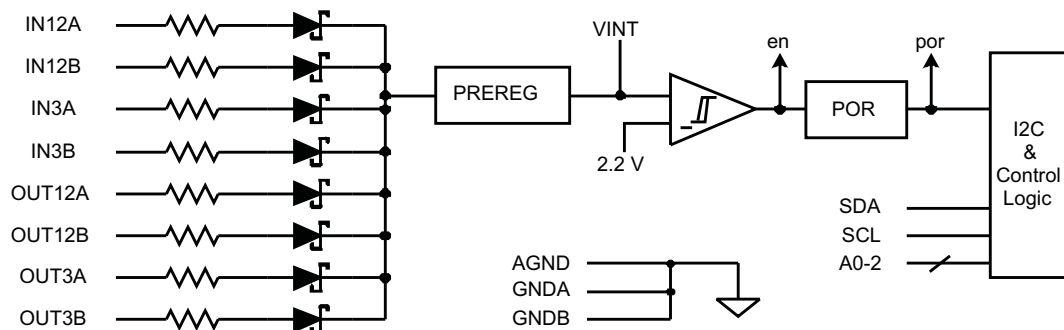 IN12A
IN12B
IN3A
IN3B
OUT12A
OUT12B
OUT3A
OUT3B
PREREG
VINT
2.2 V
en
POR
por
I2C
&
Control
Logic
SDA
SCL
A0-2
AGND
GNDA
GNDB